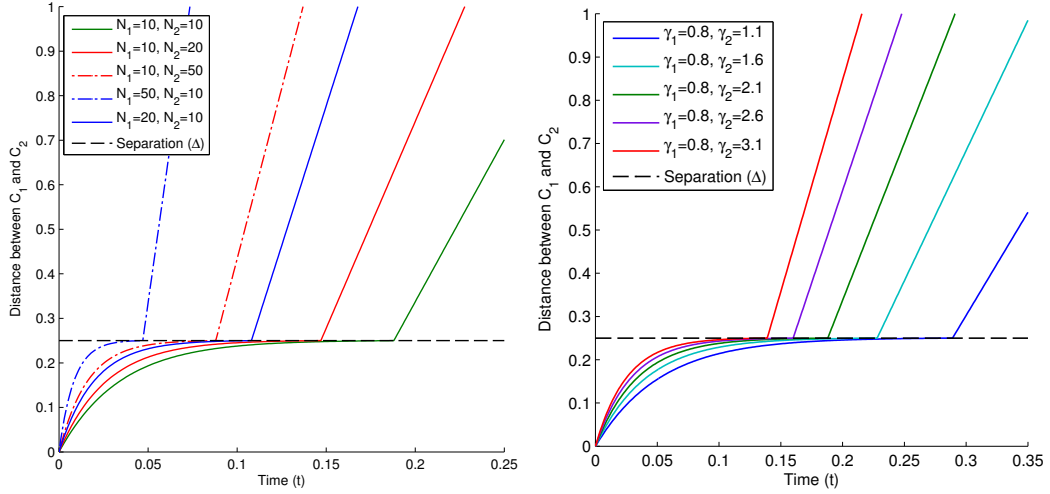 Distance between C₁ and C₂
1
0.9
0.8
0.7
0.6
0.5
0.4
0.3
0.2
0.1
0
N₁=10, N₂=10
N₁=10, N₂=20
N₁=10, N₂=50
N₁=50, N₂=10
N₁=20, N₂=10
Separation (Δ)
0 0.05 0.1 0.15 0.2 0.25
Time (t)
Distance between C₁ and C₂
1
0.9
0.8
0.7
0.6
0.5
0.4
0.3
0.2
0.1
0
γ₁=0.8, γ₂=1.1
γ₁=0.8, γ₂=1.6
γ₁=0.8, γ₂=2.1
γ₁=0.8, γ₂=2.6
γ₁=0.8, γ₂=3.1
Separation (Δ)
0 0.05 0.1 0.15 0.2 0.25 0.3 0.35
Time (t)